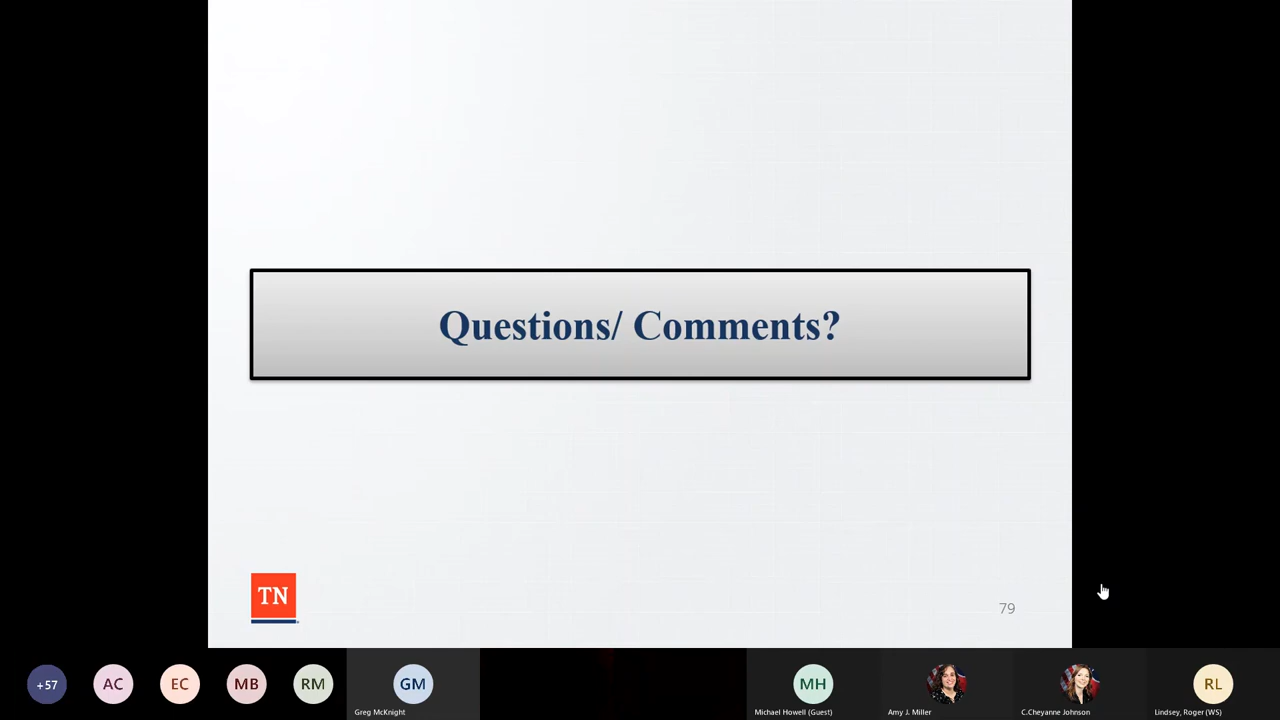 Questions/ Comments?
TN
79
+57
AC
EC
MB
RM
GM
Greg McKnight
MH
Michael Howell (Guest)
Amy J. Miller
C.Cheyanne Johnson
RL
Lindsey, Roger (WS)